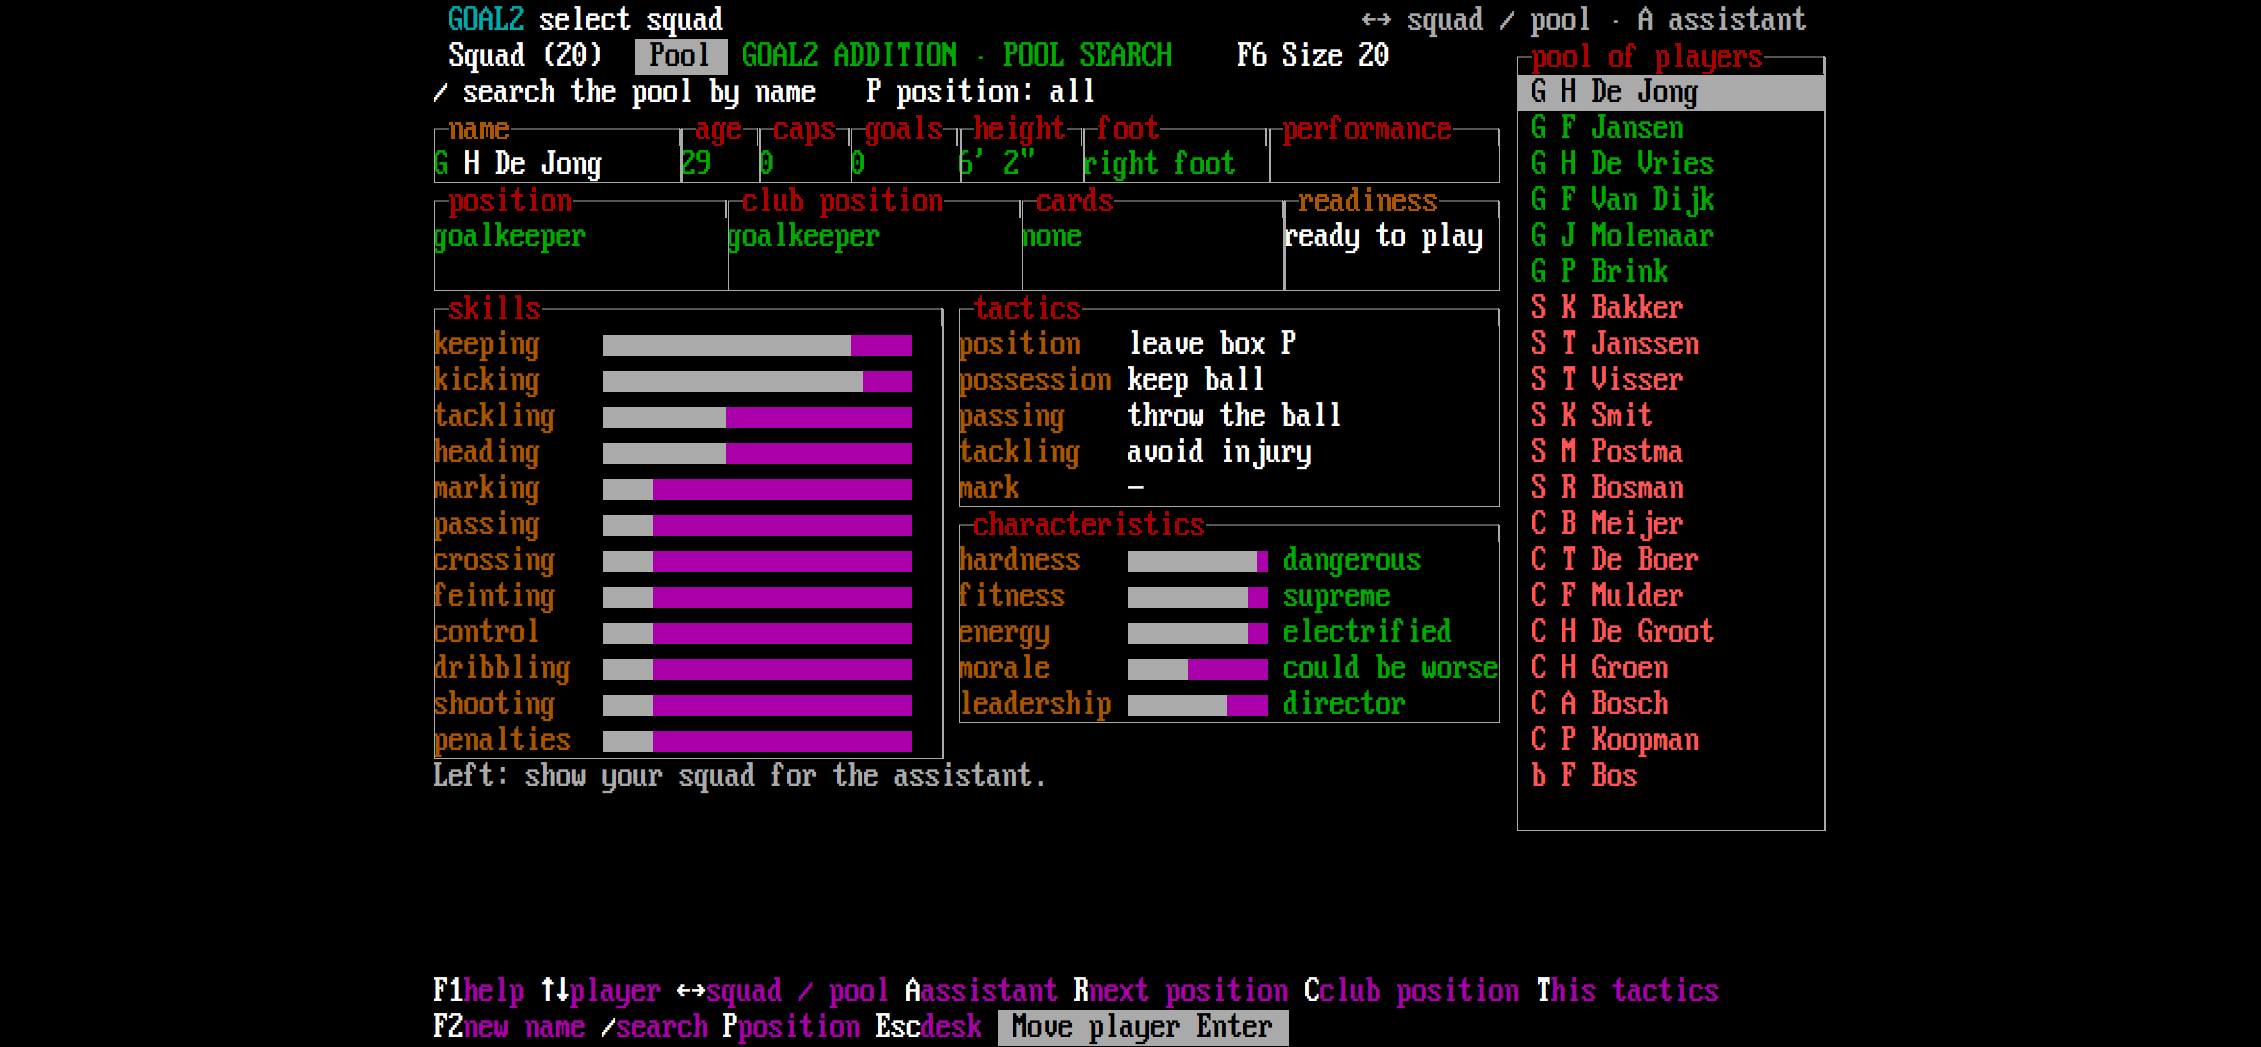 GOAL2 select squad ↔ squad / pool · A assistant
Squad (20) Pool GOAL2 ADDITION · POOL SEARCH F6 Size 20
/ search the pool by name P position: all
name age caps goals height foot performance
G H De Jong 29 0 0 6' 2" right foot
position club position cards readiness
goalkeeper goalkeeper none ready to play
skills
keeping
kicking
tackling
heading
marking
passing
crossing
feinting
control
dribbling
shooting
penalties
tactics
position leave box P
possession keep ball
passing throw the ball
tackling avoid injury
mark —
characteristics
hardness dangerous
fitness supreme
energy electrified
morale could be worse
leadership director
Left: show your squad for the assistant.
pool of players
G H De Jong
G F Jansen
G H De Vries
G F Van Dijk
G J Molenaar
G P Brink
S K Bakker
S T Janssen
S T Visser
S K Smit
S M Postma
S R Bosman
C B Meijer
C T De Boer
C F Mulder
C H De Groot
C H Groen
C A Bosch
C P Koopman
b F Bos
F1help ↑↓player ↔squad / pool Aassistant Rnext position Cclub position This tactics
F2new name /search Pposition Escdesk Move player Enter